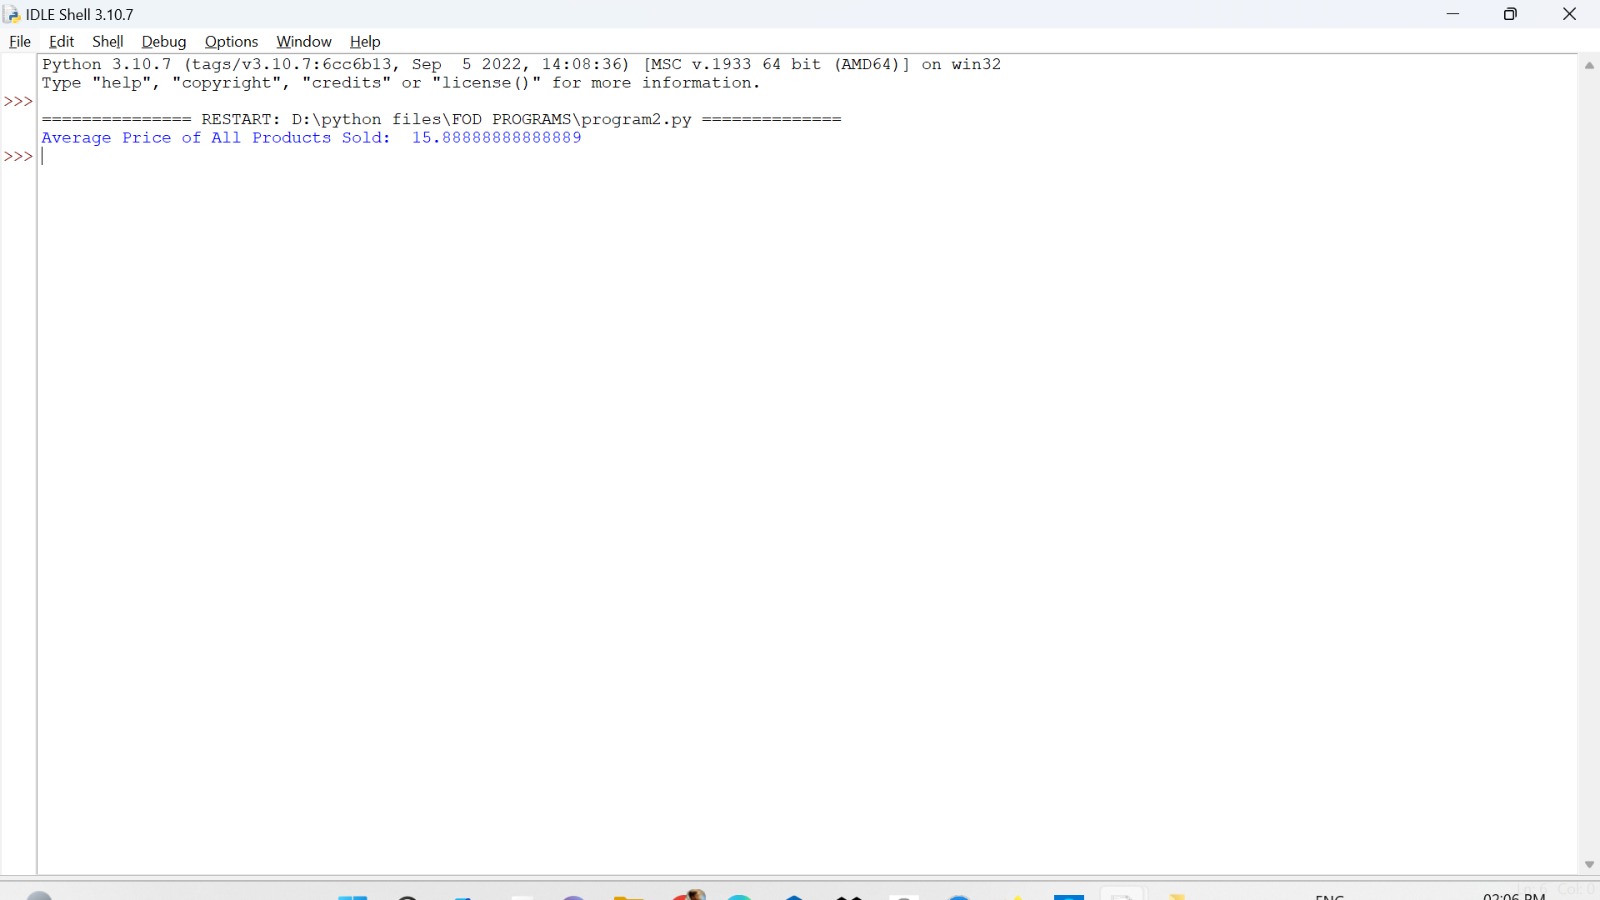 IDLE Shell 3.10.7
File Edit Shell Debug Options Window Help
Python 3.10.7 (tags/v3.10.7:6cc6b13, Sep  5 2022, 14:08:36) [MSC v.1933 64 bit (AMD64)] on win32
Type "help", "copyright", "credits" or "license()" for more information.
>>>
=============== RESTART: D:\python files\FOD PROGRAMS\program2.py ==============
Average Price of All Products Sold:  15.88888888888889
>>>
ENG
02:06 PM